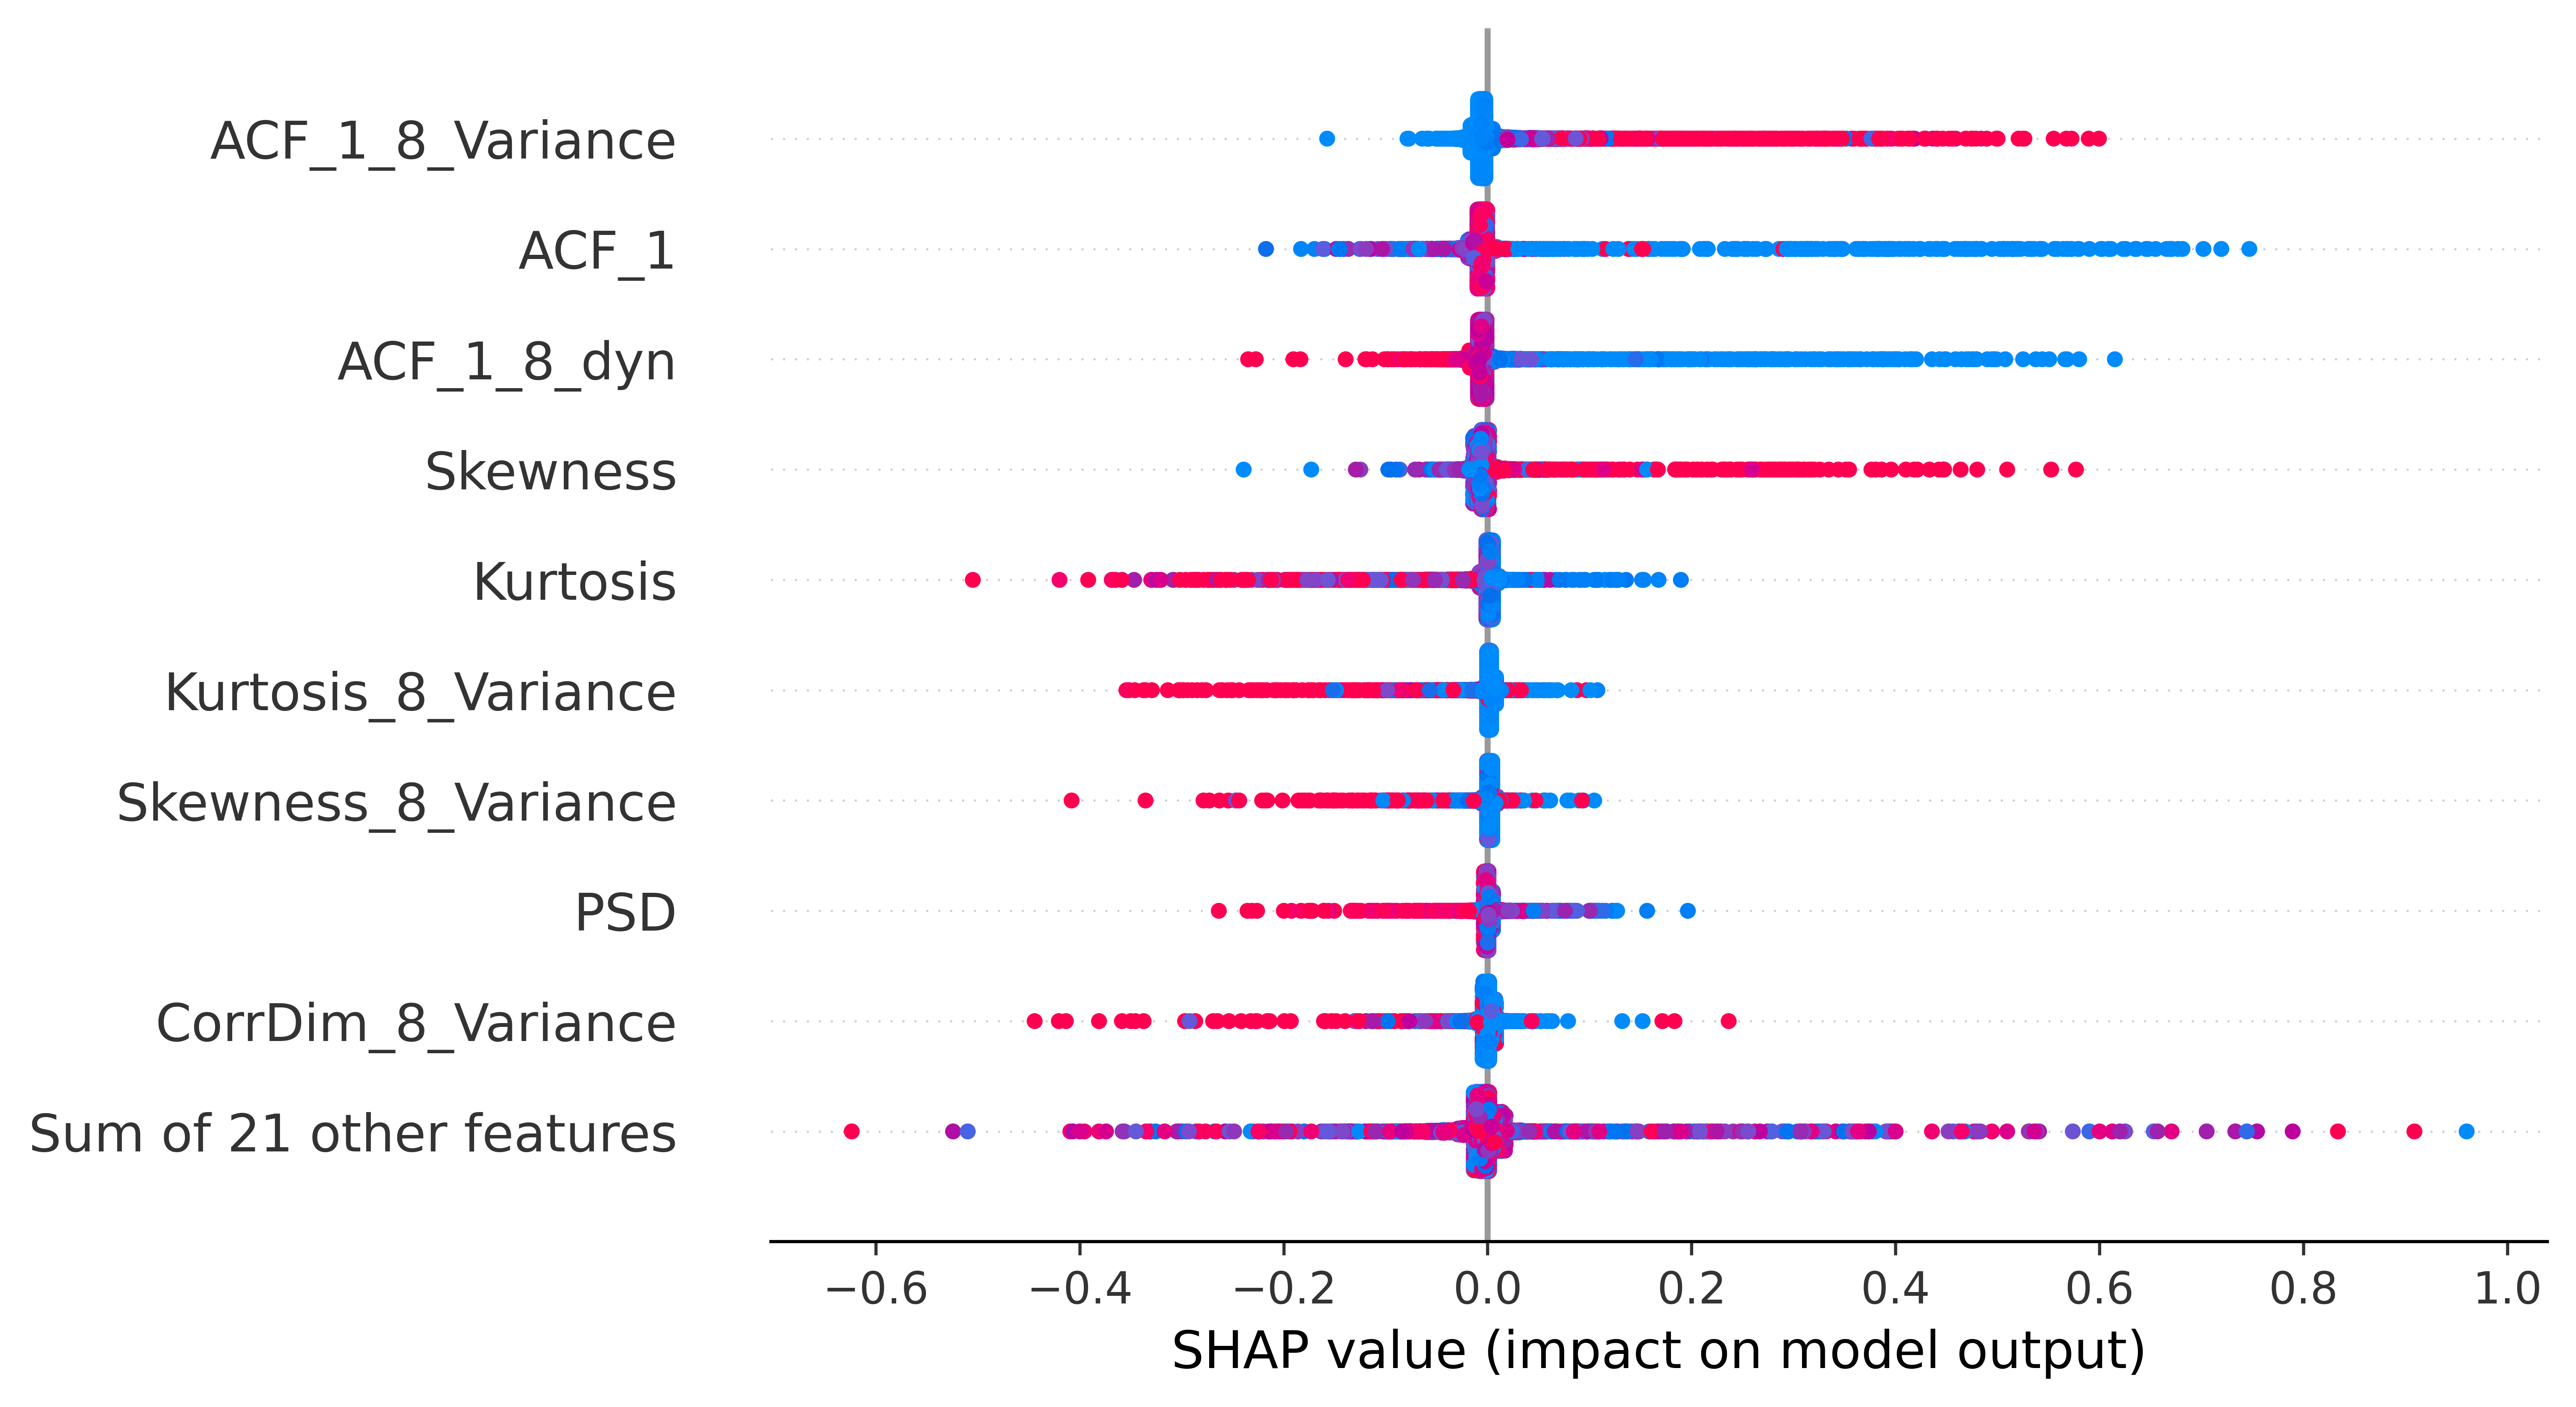 ACF_1_8_Variance
ACF_1
ACF_1_8_dyn
Skewness
Kurtosis
Kurtosis_8_Variance
Skewness_8_Variance
PSD
CorrDim_8_Variance
Sum of 21 other features
−0.6 −0.4 −0.2 0.0 0.2 0.4 0.6 0.8 1.0
SHAP value (impact on model output)